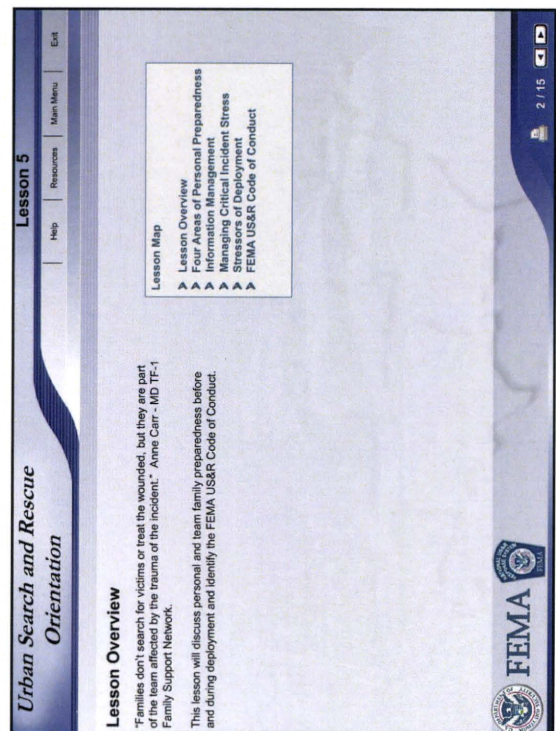 Urban Search and Rescue
Orientation
Lesson 5
Help
Resources
Main Menu
Exit
Lesson Overview
"Families don't search for victims or treat the wounded, but they are part
of the team affected by the trauma of the incident." Anne Carr - MD TF-1
Family Support Network.
This lesson will discuss personal and team family preparedness before
and during deployment and identify the FEMA US&R Code of Conduct.
Lesson Map
Lesson Overview
Four Areas of Personal Preparedness
Information Management
Managing Critical Incident Stress
Stressors of Deployment
FEMA US&R Code of Conduct
FEMA
FEMA
2 / 15